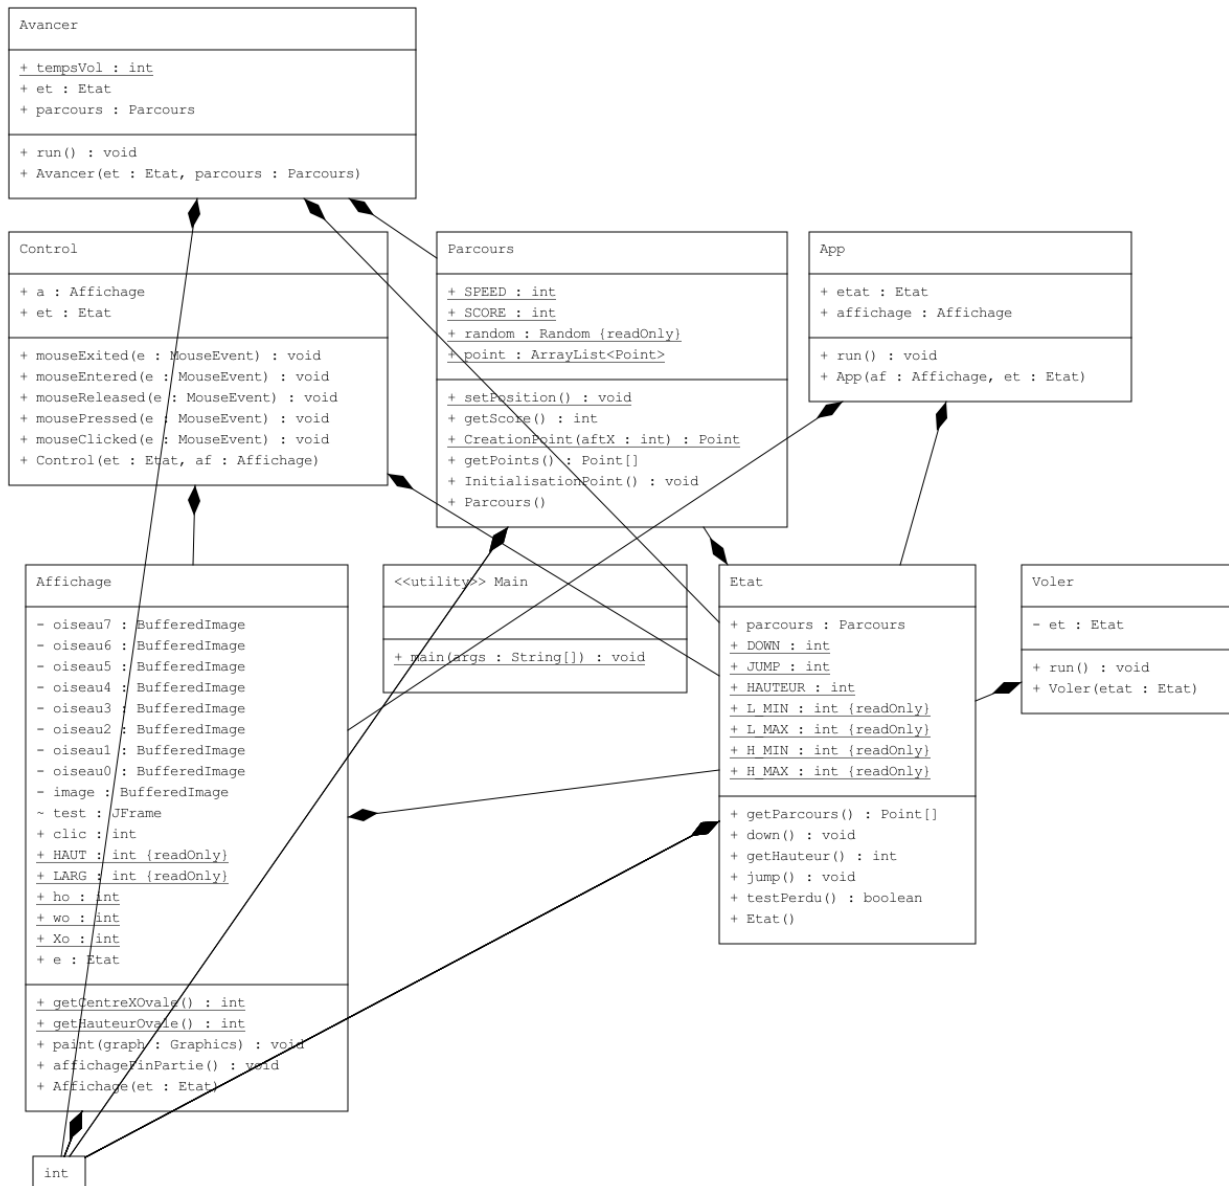 Avancer
+ tempsVol : int
+ et : Etat
+ parcours : Parcours
+ run() : void
+ Avancer(et : Etat, parcours : Parcours)
Control
+ a : Affichage
+ et : Etat
+ mouseExited(e : MouseEvent) : void
+ mouseEntered(e : MouseEvent) : void
+ mouseReleased(e : MouseEvent) : void
+ mousePressed(e : MouseEvent) : void
+ mouseClicked(e : MouseEvent) : void
+ Control(et : Etat, af : Affichage)
Parcours
+ SPEED : int
+ SCORE : int
+ random : Random {readOnly}
+ point : ArrayList<Point>
+ setPosition() : void
+ getScore() : int
+ CreationPoint(aftX : int) : Point
+ getPoints() : Point[]
+ InitialisationPoint() : void
+ Parcours()
App
+ etat : Etat
+ affichage : Affichage
+ run() : void
+ App(af : Affichage, et : Etat)
Affichage
- oiseau7 : BufferedImage
- oiseau6 : BufferedImage
- oiseau5 : BufferedImage
- oiseau4 : BufferedImage
- oiseau3 : BufferedImage
- oiseau2 : BufferedImage
- oiseau1 : BufferedImage
- oiseau0 : BufferedImage
- image : BufferedImage
~ test : JFrame
+ clic : int
+ HAUT : int {readOnly}
+ LARG : int {readOnly}
+ ho : int
+ wo : int
+ Xo : int
+ e : Etat
+ getCentreXOvale() : int
+ getHauteurOvale() : int
+ paint(graph : Graphics) : void
+ affichageFinPartie() : void
+ Affichage(et : Etat)
<<utility>> Main
+ main(args : String[]) : void
Etat
+ parcours : Parcours
+ DOWN : int
+ JUMP : int
+ HAUTEUR : int
+ L_MIN : int {readOnly}
+ L_MAX : int {readOnly}
+ H_MIN : int {readOnly}
+ H_MAX : int {readOnly}
+ getParcours() : Point[]
+ down() : void
+ getHauteur() : int
+ jump() : void
+ testPerdu() : boolean
+ Etat()
Voler
- et : Etat
+ run() : void
+ Voler(etat : Etat)
int